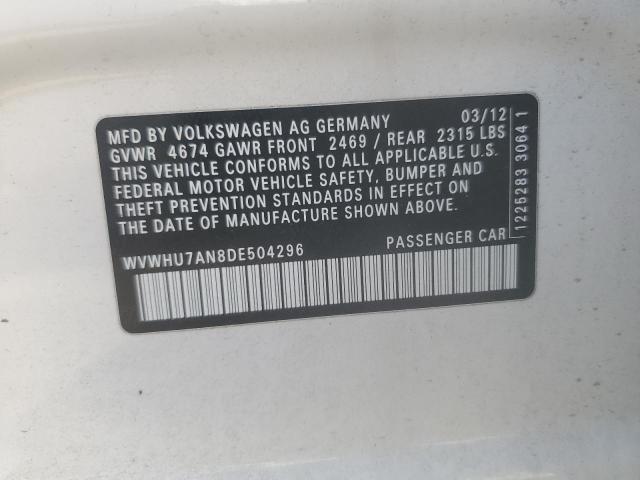 03/12
MFD BY VOLKSWAGEN AG GERMANY
GVWR 4674 GAWR FRONT 2469 / REAR 2315 LBS
THIS VEHICLE CONFORMS TO ALL APPLICABLE U.S.
FEDERAL MOTOR VEHICLE SAFETY, BUMPER AND
THEFT PREVENTION STANDARDS IN EFFECT ON
THE DATE OF MANUFACTURE SHOWN ABOVE.
WVWHU7AN8DE504296 PASSENGER CAR
1225283 3064 1